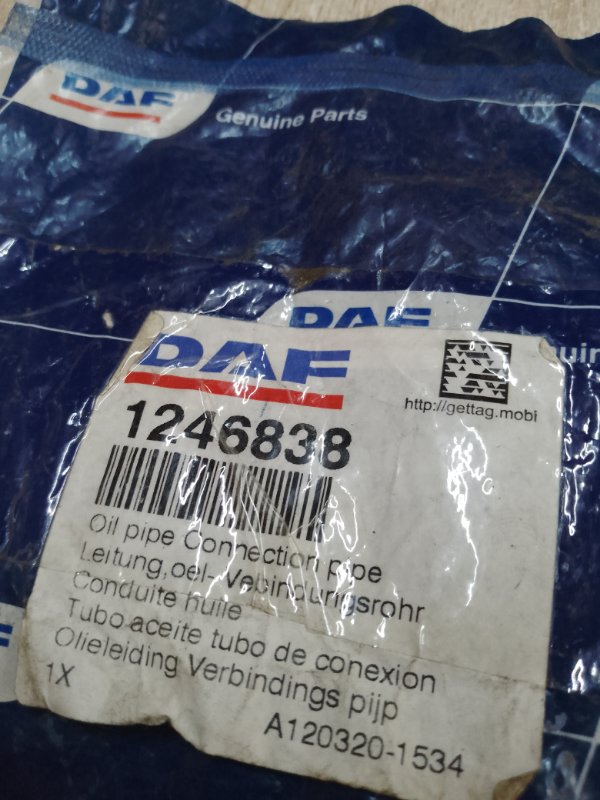 DAF
Genuine Parts
DAF
DAF
http://gettag.mobi
1246838
Oil pipe Connection pipe
Leitung,oel- Vebindungsrohr
Conduite huile
Tubo aceite tubo de conexion
Olieleiding Verbindings pijp
1X
A120320-1534